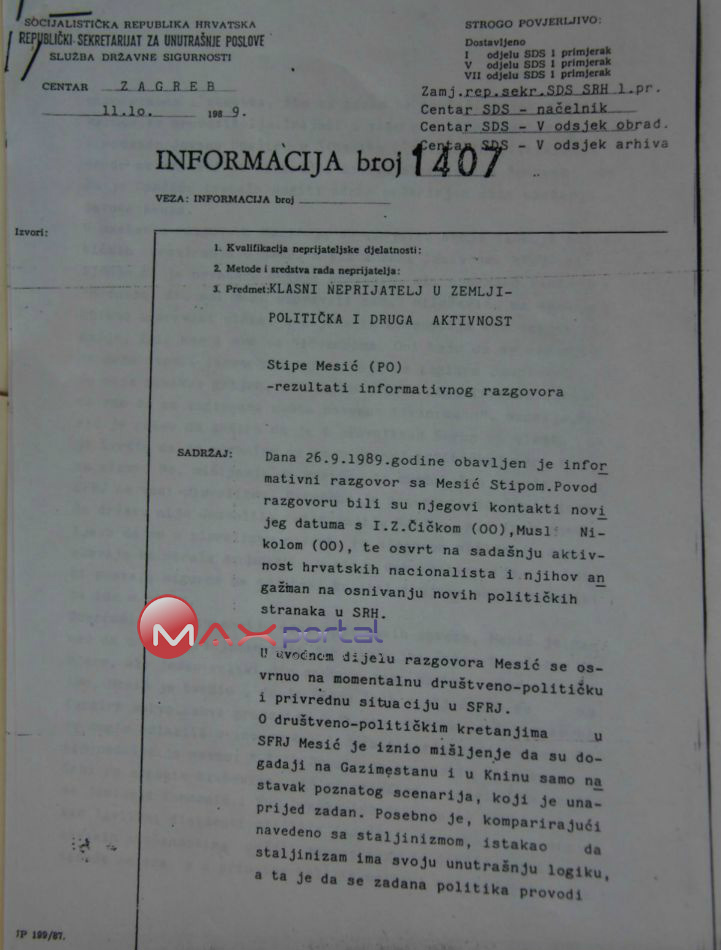 SOCIJALISTIČKA REPUBLIKA HRVATSKA
REPUBLIČKI SEKRETARIJAT ZA UNUTRAŠNJE POSLOVE
SLUŽBA DRŽAVNE SIGURNOSTI
CENTAR ZAGREB
11.lo. 1989.
STROGO POVJERLJIVO:
Dostavljeno
I odjelu SDS 1 primjerak
V odjelu SDS 1 primjerak
VII odjelu SDS 1 primjerak
Zamj.rep.sekr.SDS SRH 1.pr.
Centar SDS - načelnik
Centar SDS - V odsjek obrad.
Centar SDS - V odsjek arhiva
INFORMACIJA broj 1407
VEZA: INFORMACIJA broj
Izvori:
1. Kvalifikacija neprijateljske djelatnosti:
2. Metode i sredstva rada neprijatelja:
3. Predmet: KLASNI NEPRIJATELJ U ZEMLJI-
POLITIČKA I DRUGA AKTIVNOST
Stipe Mesić (PO)
-rezultati informativnog razgovora
SADRŽAJ:
Dana 26.9.1989.godine obavljen je infor
mativni razgovor sa Mesić Stipom.Povod
razgovoru bili su njegovi kontakti novi
jeg datuma s I.Z.Čičkom (OO),Musl Ni-
kolom (OO), te osvrt na sadašnju aktiv-
nost hrvatskih nacionalista i njihov an
gažman na osnivanju novih političkih
stranaka u SRH.
MAXportal
U uvodnom dijelu razgovora Mesić se os-
vrnuo na momentalnu društveno-političku
i privrednu situaciju u SFRJ.
O društveno-političkim kretanjima u
SFRJ Mesić je iznio mišljenje da su do-
gađaji na Gazimestanu i u Kninu samo na
stavak poznatog scenarija, koji je una-
prijed zadan. Posebno je, komparirajući
navedeno sa staljinizmom, istakao da
staljinizam ima svoju unutrašnju logiku,
a ta je da se zadana politika provodi
JP 199/87.